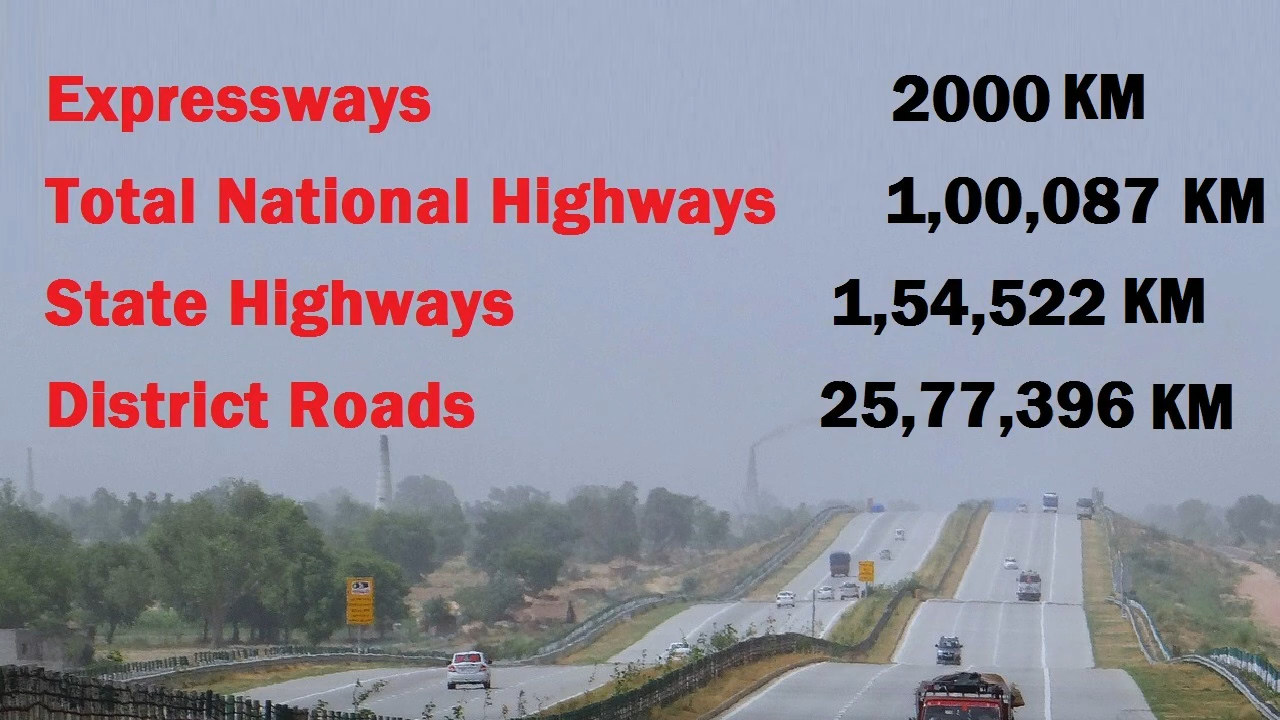 Expressways 2000 KM
Total National Highways 1,00,087 KM
State Highways 1,54,522 KM
District Roads 25,77,396 KM